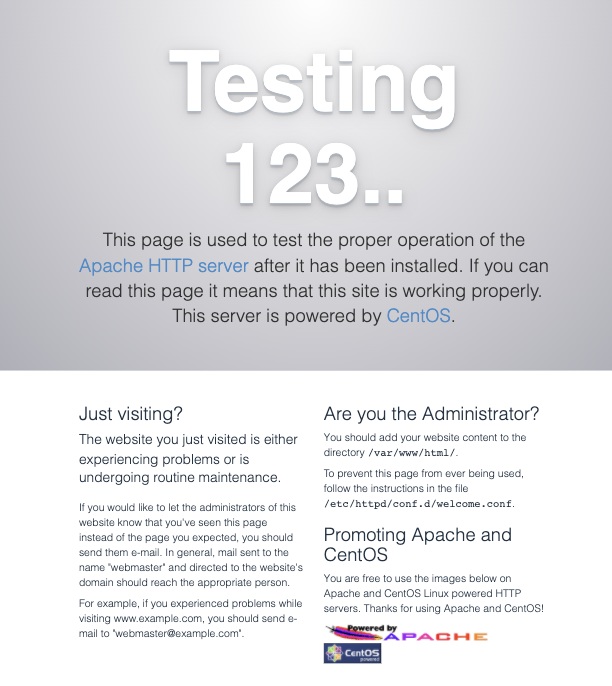 Testing
123..
This page is used to test the proper operation of the
Apache HTTP server after it has been installed. If you can
read this page it means that this site is working properly.
This server is powered by CentOS.
Just visiting?
The website you just visited is either
experiencing problems or is
undergoing routine maintenance.
If you would like to let the administrators of this
website know that you've seen this page
instead of the page you expected, you should
send them e-mail. In general, mail sent to the
name "webmaster" and directed to the website's
domain should reach the appropriate person.
For example, if you experienced problems while
visiting www.example.com, you should send e-
mail to "webmaster@example.com".
Are you the Administrator?
You should add your website content to the
directory /var/www/html/.
To prevent this page from ever being used,
follow the instructions in the file
/etc/httpd/conf.d/welcome.conf.
Promoting Apache and
CentOS
You are free to use the images below on
Apache and CentOS Linux powered HTTP
servers. Thanks for using Apache and CentOS!
Powered by
APACHE
CentOS
powered